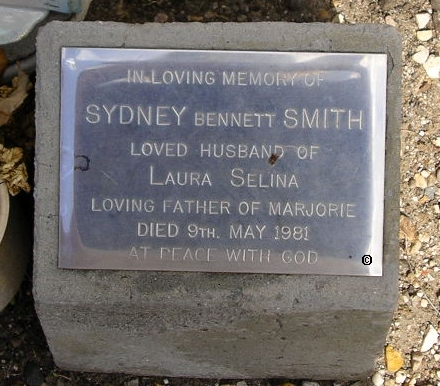 IN LOVING MEMORY OF
SYDNEY BENNETT SMITH
LOVED HUSBAND OF
LAURA SELINA
LOVING FATHER OF MARJORIE
DIED 9TH. MAY 1981
AT PEACE WITH GOD
©